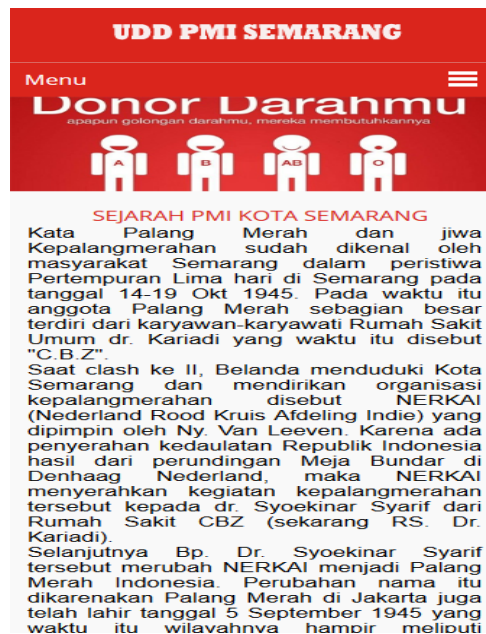 UDD PMI SEMARANG
Menu
Donor Darahmu
apapun golongan darahmu, mereka membutuhkannya
A B AB O
SEJARAH PMI KOTA SEMARANG
Kata Palang Merah dan jiwa
Kepalangmerahan sudah dikenal oleh
masyarakat Semarang dalam peristiwa
Pertempuran Lima hari di Semarang pada
tanggal 14-19 Okt 1945. Pada waktu itu
anggota Palang Merah sebagian besar
terdiri dari karyawan-karyawati Rumah Sakit
Umum dr. Kariadi yang waktu itu disebut
"C.B.Z".
Saat clash ke II, Belanda menduduki Kota
Semarang dan mendirikan organisasi
kepalangmerahan disebut NERKAI
(Nederland Rood Kruis Afdeling Indie) yang
dipimpin oleh Ny. Van Leeven. Karena ada
penyerahan kedaulatan Republik Indonesia
hasil dari perundingan Meja Bundar di
Denhaag Nederland, maka NERKAI
menyerahkan kegiatan kepalangmerahan
tersebut kepada dr. Syoekinar Syarif dari
Rumah Sakit CBZ (sekarang RS. Dr.
Kariadi).
Selanjutnya Bp. Dr. Syoekinar Syarif
tersebut merubah NERKAI menjadi Palang
Merah Indonesia. Perubahan nama itu
dikarenakan Palang Merah di Jakarta juga
telah lahir tanggal 5 September 1945 yang
waktu itu wilayahnya hampir meliputi